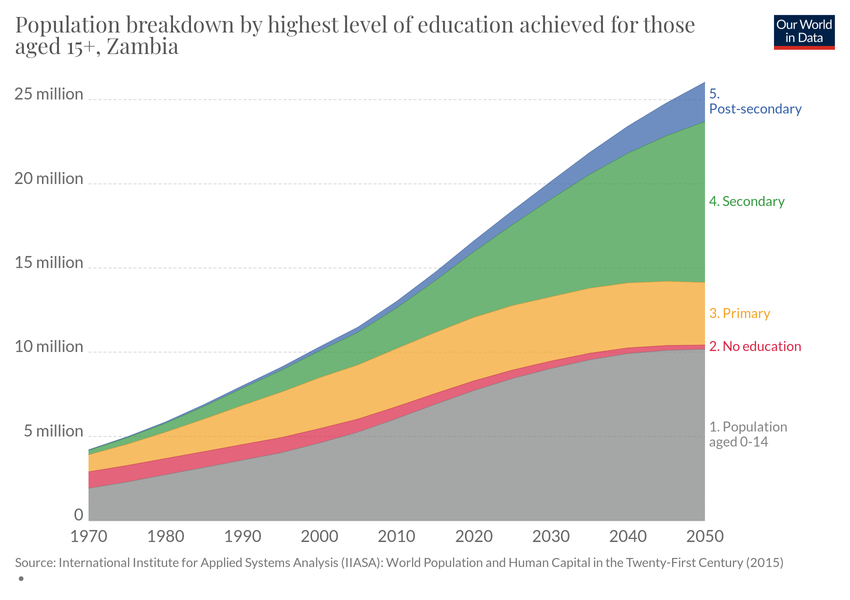 Population breakdown by highest level of education achieved for those
aged 15+, Zambia
Our World
in Data
25 million
20 million
15 million
10 million
5 million
0
5.
Post-secondary
4. Secondary
3. Primary
2. No education
1. Population
aged 0-14
1970 1980 1990 2000 2010 2020 2030 2040 2050
Source: International Institute for Applied Systems Analysis (IIASA): World Population and Human Capital in the Twenty-First Century (2015)
•